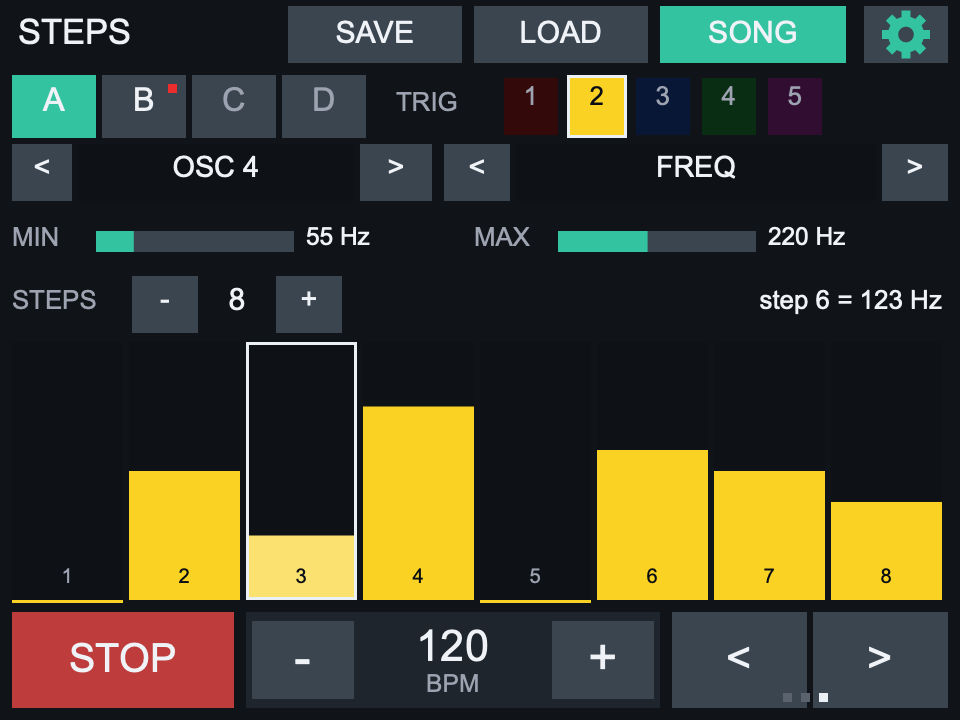 STEPS SAVE LOAD SONG
A B C D TRIG 1 2 3 4 5
< OSC 4 > < FREQ >
MIN 55 Hz MAX 220 Hz
STEPS - 8 + step 6 = 123 Hz
1 2 3 4 5 6 7 8
STOP - 120 + < >
BPM